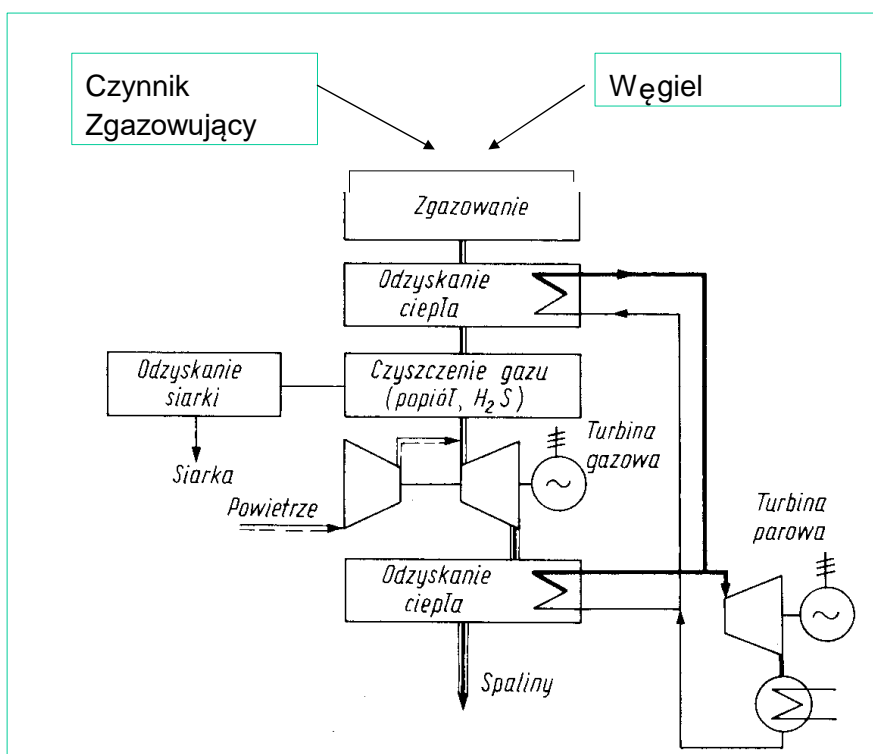 Czynnik
Zgazowujący
Węgiel
Zgazowanie
Odzyskanie
ciepła
Odzyskanie
siarki
Czyszczenie gazu
(popiół, H₂S)
Siarka
Turbina
gazowa
Powietrze
Turbina
parowa
Odzyskanie
ciepła
Spaliny